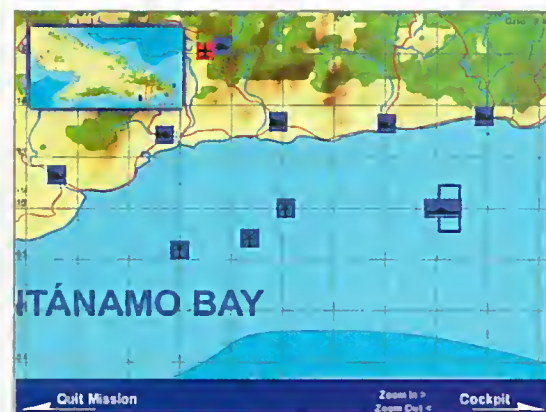 ITÁNAMO BAY
Quit Mission
Zoom In >
Zoom Out <
Cockpit